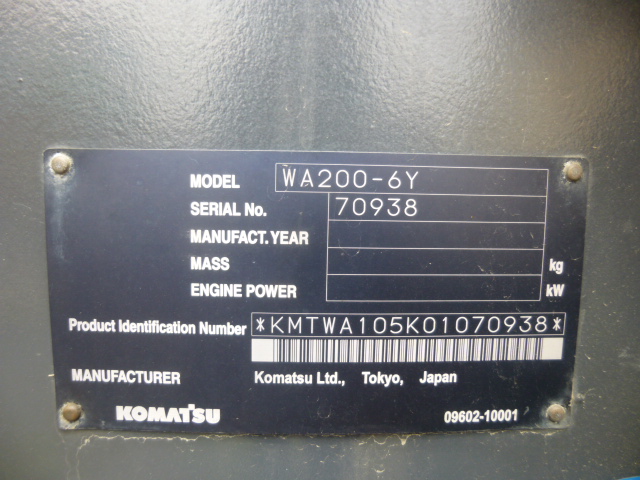 MODEL WA200-6Y
SERIAL No. 70938
MANUFACT.YEAR
MASS kg
ENGINE POWER kW
Product Identification Number *KMTWA105K01070938*
MANUFACTURER Komatsu Ltd., Tokyo, Japan
KOMATSU 09602-10001